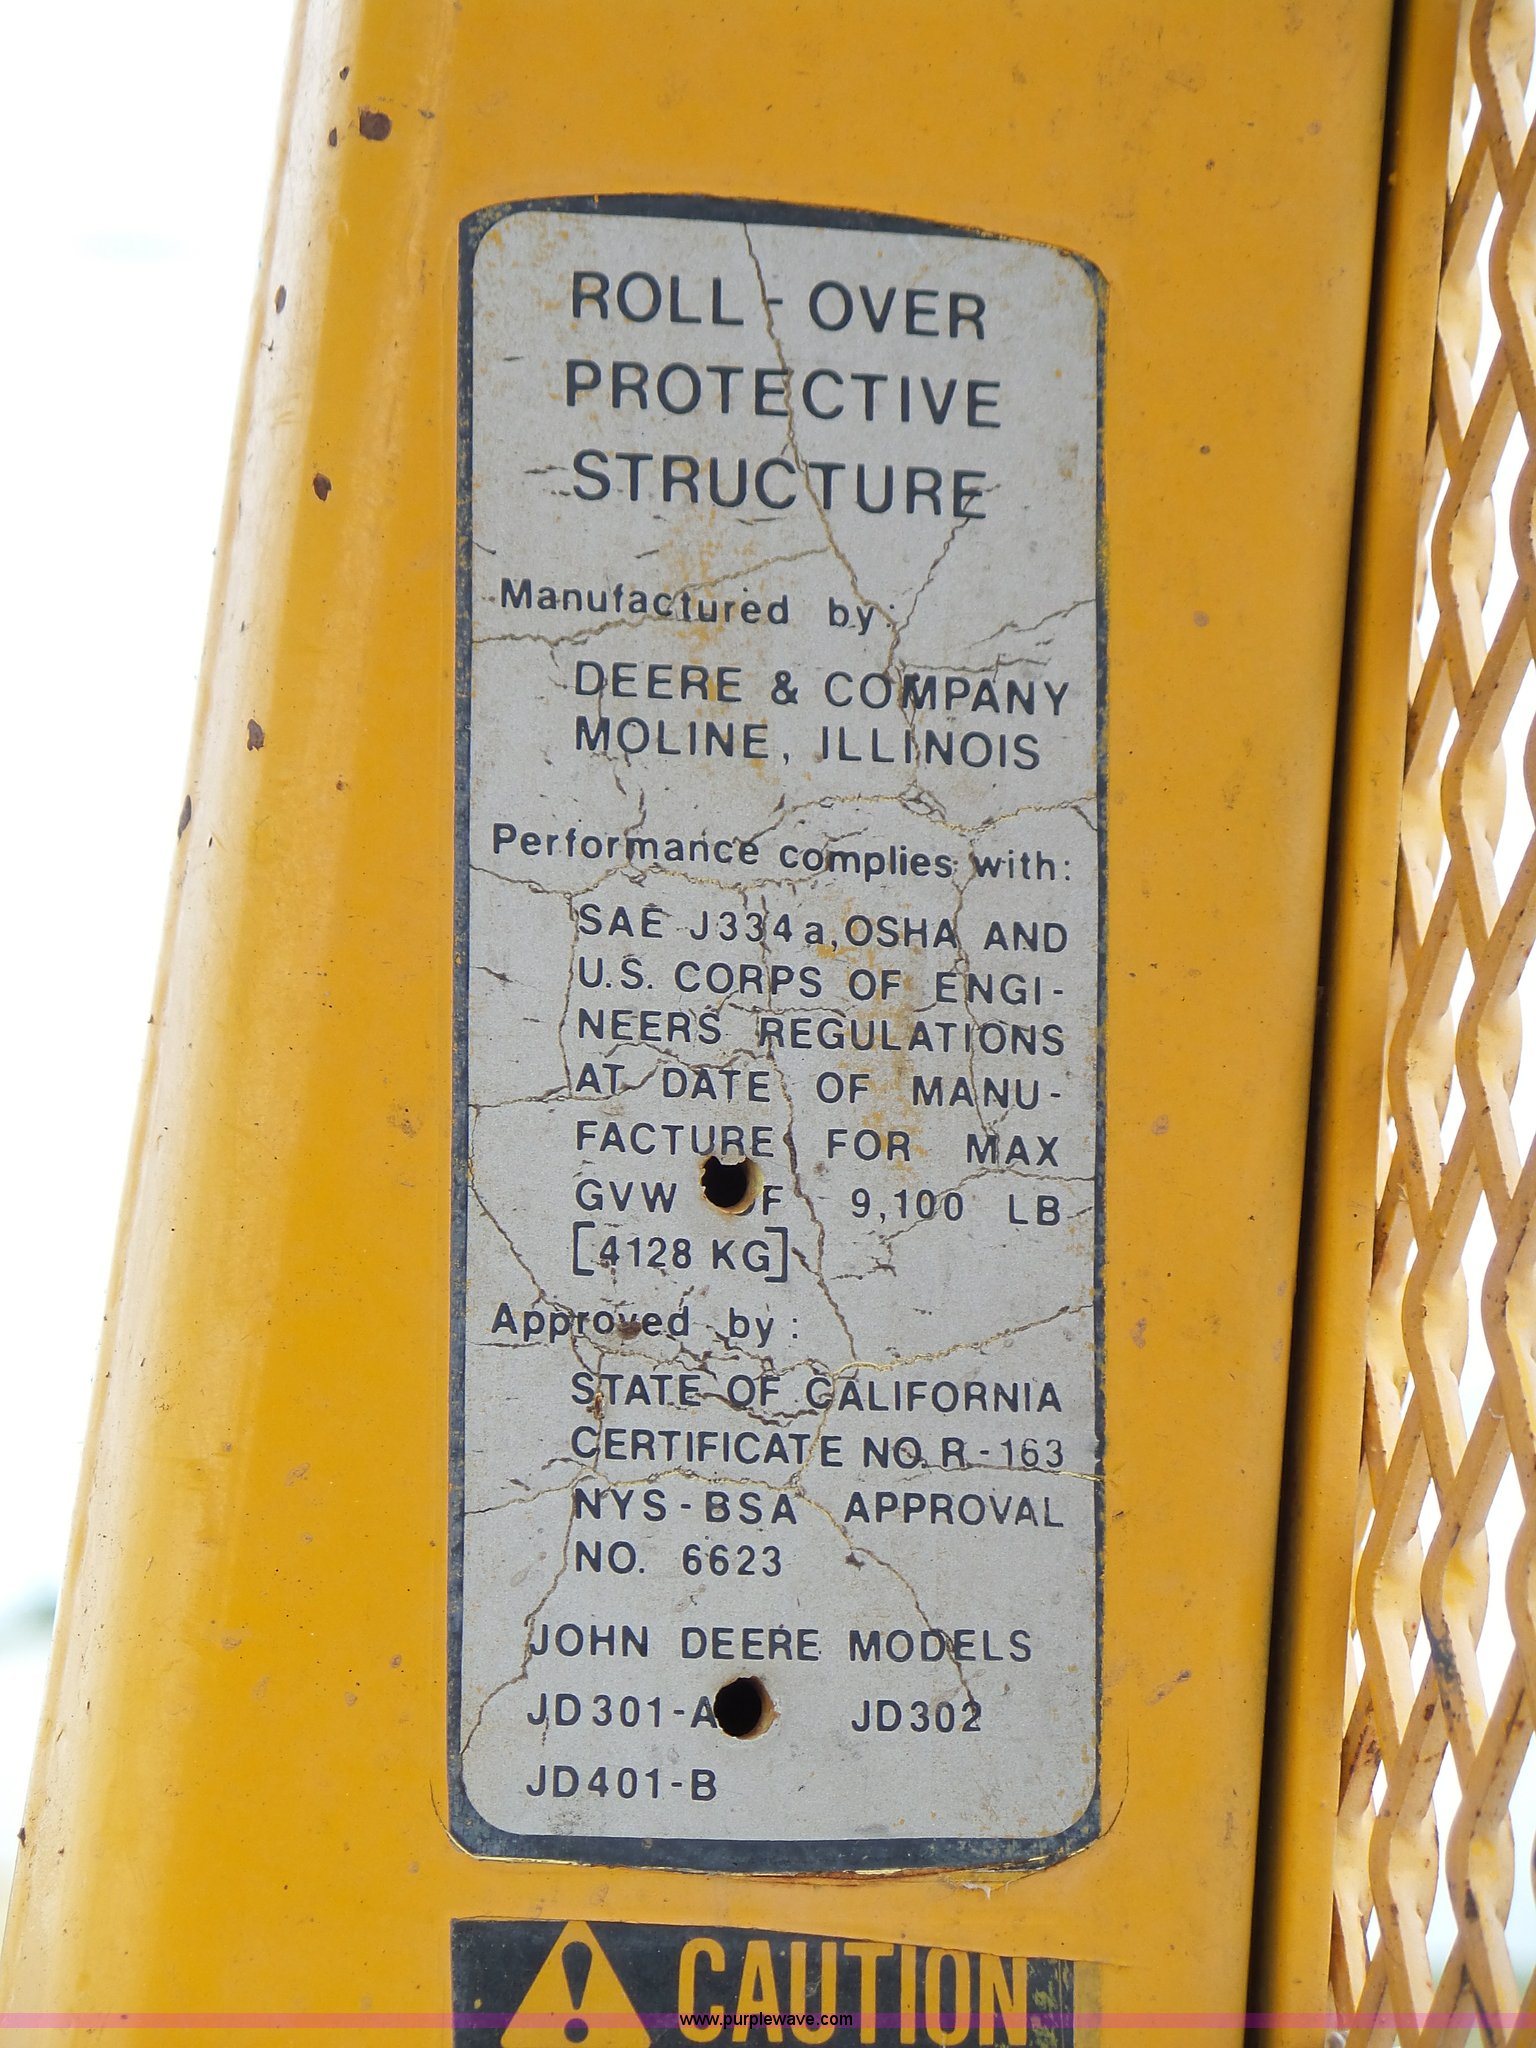 ROLL - OVER
PROTECTIVE
STRUCTURE
Manufactured by:
DEERE & COMPANY
MOLINE, ILLINOIS
Performance complies with:
SAE J334a, OSHA AND
U.S. CORPS OF ENGI-
NEERS REGULATIONS
AT DATE OF MANU-
FACTURE FOR MAX
GVW OF 9,100 LB
[4128 KG]
Approved by:
STATE OF CALIFORNIA
CERTIFICATE NO. R-163
NYS-BSA APPROVAL
NO. 6623
JOHN DEERE MODELS
JD301-A JD302
JD401-B
CAUTION
www.purplewave.com